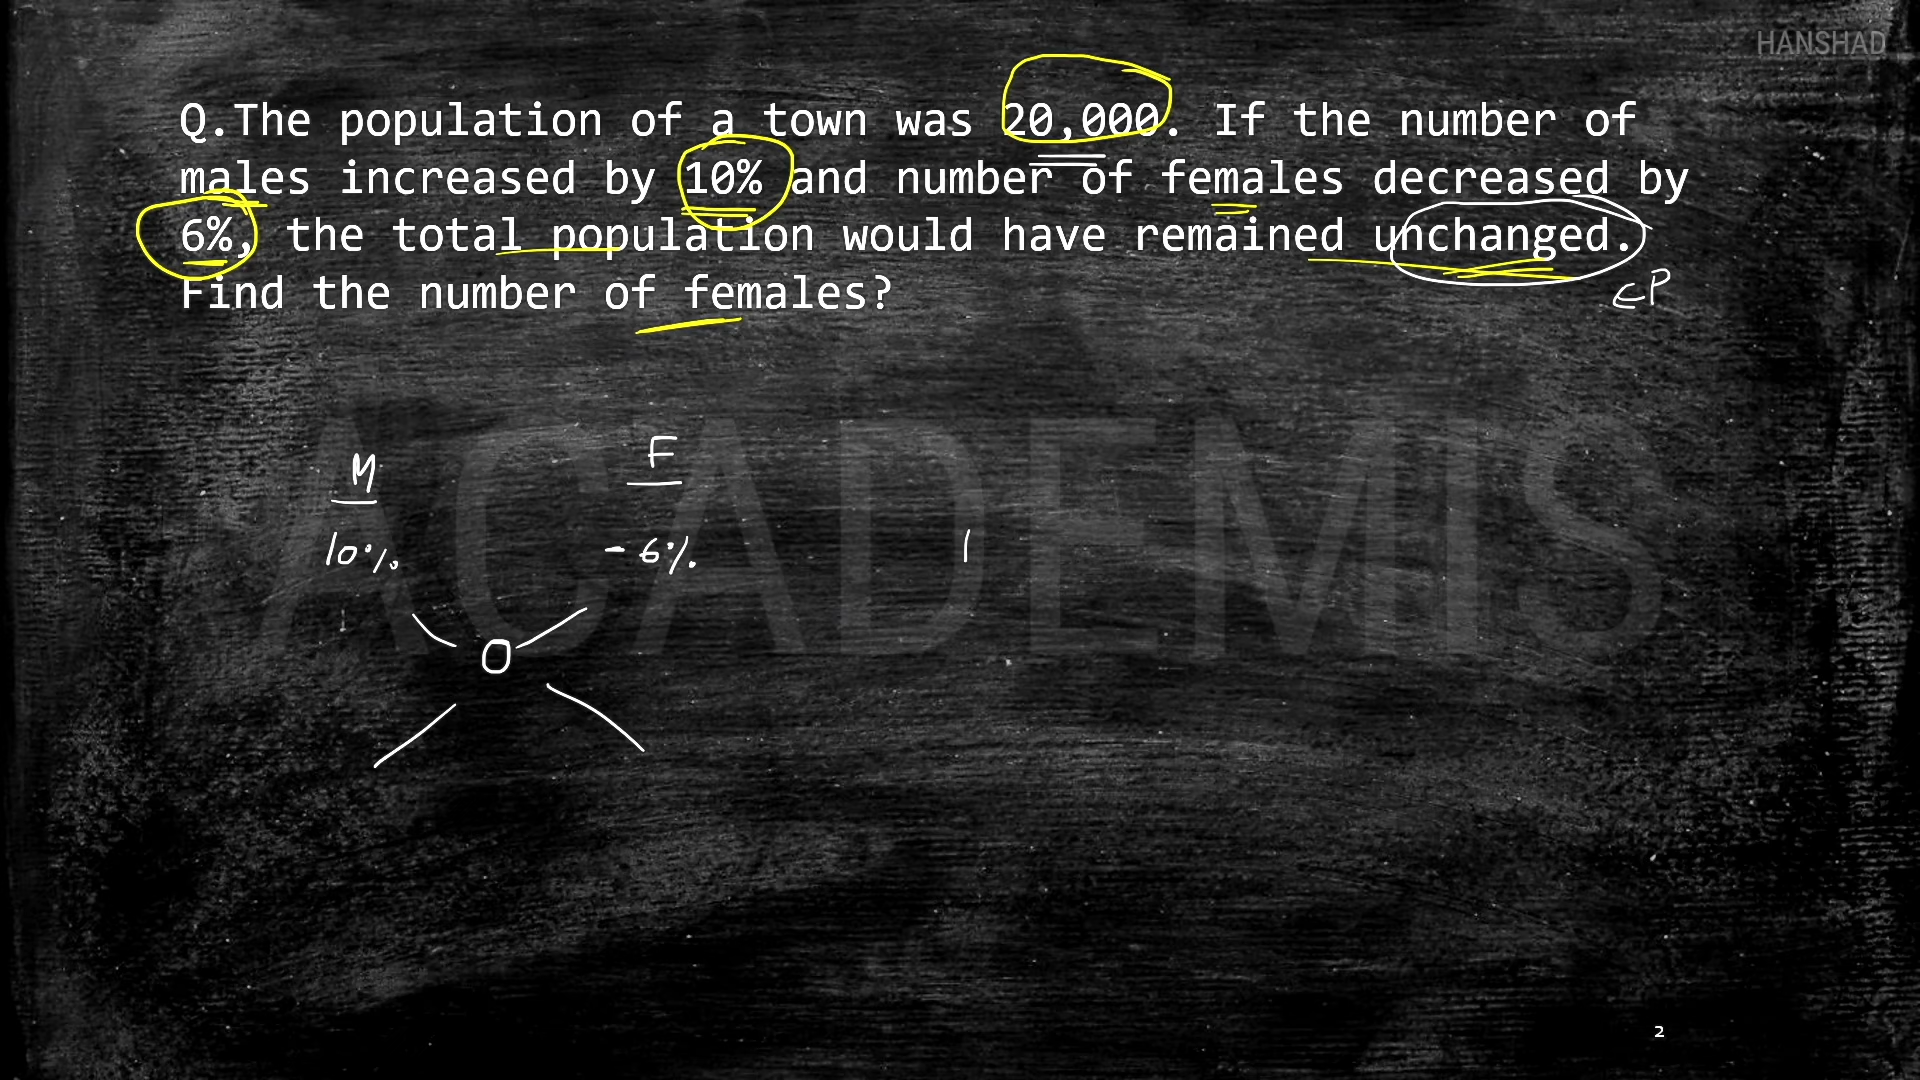 HANSHAD
Q.The population of a town was 20,000. If the number of
males increased by 10% and number of females decreased by
6%, the total population would have remained unchanged.
Find the number of females?
CP
ACADEMIS
M F
10% - 6% |
0
2